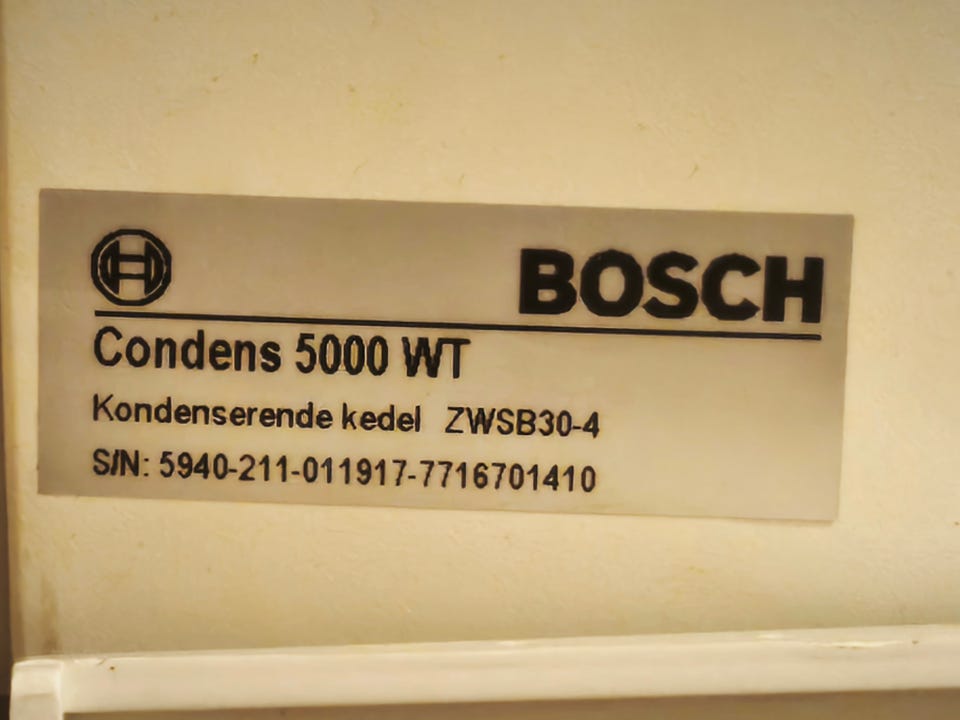 BOSCH
Condens 5000 WT
Kondenserende kedel ZWSB30-4
S/N: 5940-211-011917-7716701410